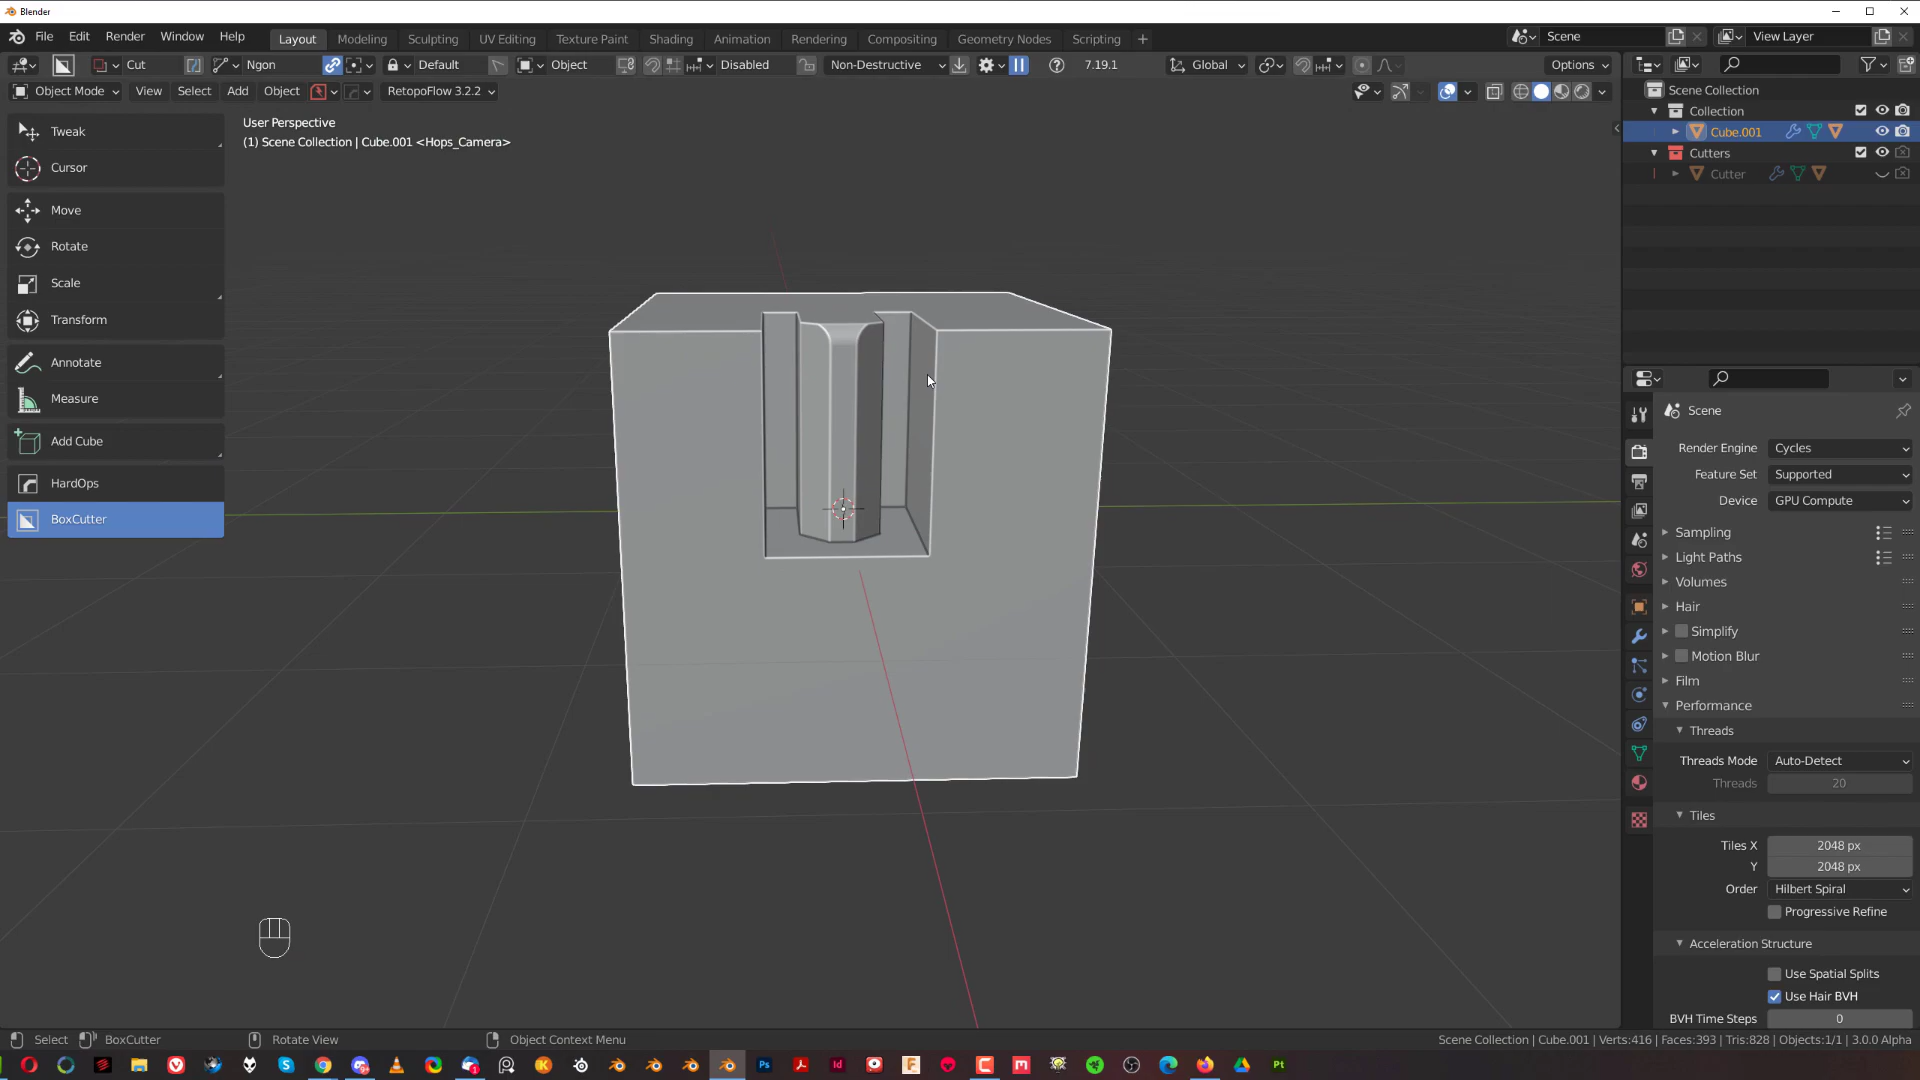 Blender
File Edit Render Window Help Layout Modeling Sculpting UV Editing Texture Paint Shading Animation Rendering Compositing Geometry Nodes Scripting + Scene View Layer
Cut Ngon Default Object Disabled Non-Destructive 7.19.1 Global Options
Object Mode View Select Add Object RetopoFlow 3.2.2
Scene Collection
Collection
Cube.001
Cutters
Cutter
User Perspective
(1) Scene Collection | Cube.001 <Hops_Camera>
Tweak
Cursor
Move
Rotate
Scale
Transform
Annotate
Measure
Add Cube
HardOps
BoxCutter
Scene
Render Engine Cycles
Feature Set Supported
Device GPU Compute
Sampling
Light Paths
Volumes
Hair
Simplify
Motion Blur
Film
Performance
Threads
Threads Mode Auto-Detect
Threads 20
Tiles
Tiles X 2048 px
Y 2048 px
Order Hilbert Spiral
Progressive Refine
Acceleration Structure
Use Spatial Splits
Use Hair BVH
BVH Time Steps 0
Select BoxCutter Rotate View Object Context Menu Scene Collection | Cube.001 | Verts:416 | Faces:393 | Tris:828 | Objects:1/1 | 3.0.0 Alpha
Ps Id F M Pt